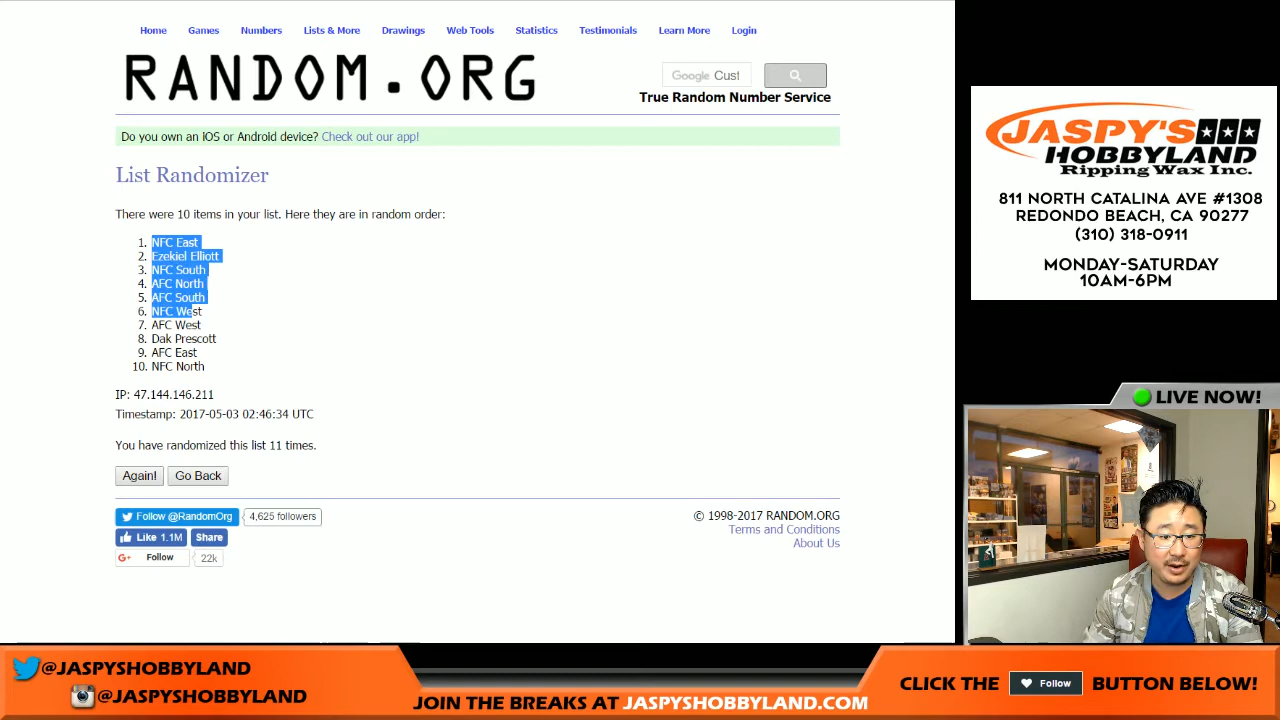 Home Games Numbers Lists & More Drawings Web Tools Statistics Testimonials Learn More Login
RANDOM.ORG
Google Cust
True Random Number Service
Do you own an iOS or Android device? Check out our app!
List Randomizer
There were 10 items in your list. Here they are in random order:
1. NFC East
2. Ezekiel Elliott
3. NFC South
4. AFC North
5. AFC South
6. NFC West
7. AFC West
8. Dak Prescott
9. AFC East
10. NFC North
IP: 47.144.146.211
Timestamp: 2017-05-03 02:46:34 UTC
You have randomized this list 11 times.
Again! Go Back
Follow @RandomOrg 4,625 followers
Like 1.1M Share
G+ Follow 22k
© 1998-2017 RANDOM.ORG
Terms and Conditions
About Us
JASPY'S
HOBBYLAND
Ripping Wax Inc.
811 NORTH CATALINA AVE #1308
REDONDO BEACH, CA 90277
(310) 318-0911
MONDAY-SATURDAY
10AM-6PM
LIVE NOW!
@JASPYSHOBBYLAND
@JASPYSHOBBYLAND
JOIN THE BREAKS AT JASPYSHOBBYLAND.COM
CLICK THE Follow BUTTON BELOW!